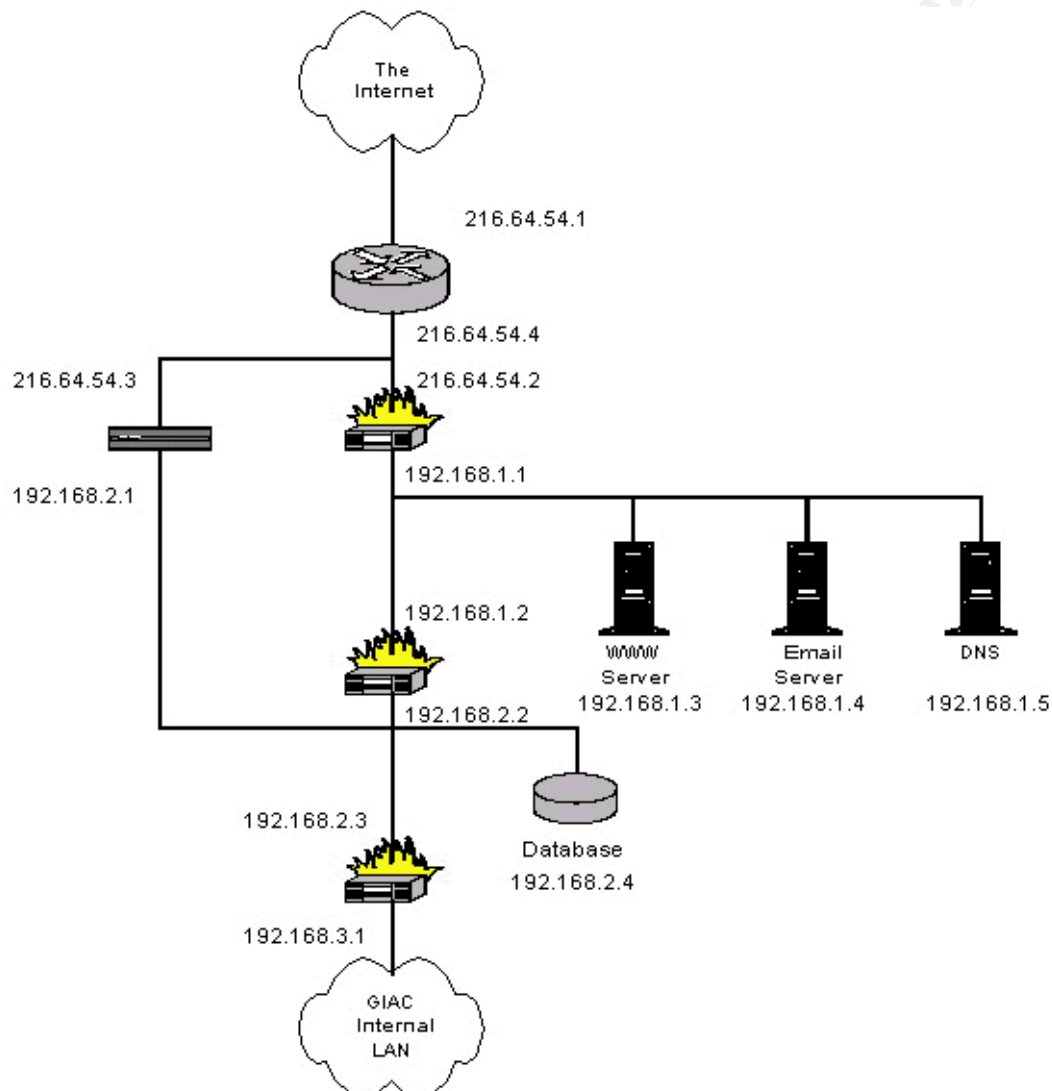 The
Internet
216.64.54.1
216.64.54.4
216.64.54.3
216.64.54.2
192.168.1.1
192.168.2.1
192.168.1.2
WWW
Server
192.168.1.3
Email
Server
192.168.1.4
DNS
192.168.1.5
192.168.2.2
192.168.2.3
Database
192.168.2.4
192.168.3.1
GIAC
Internal
LAN